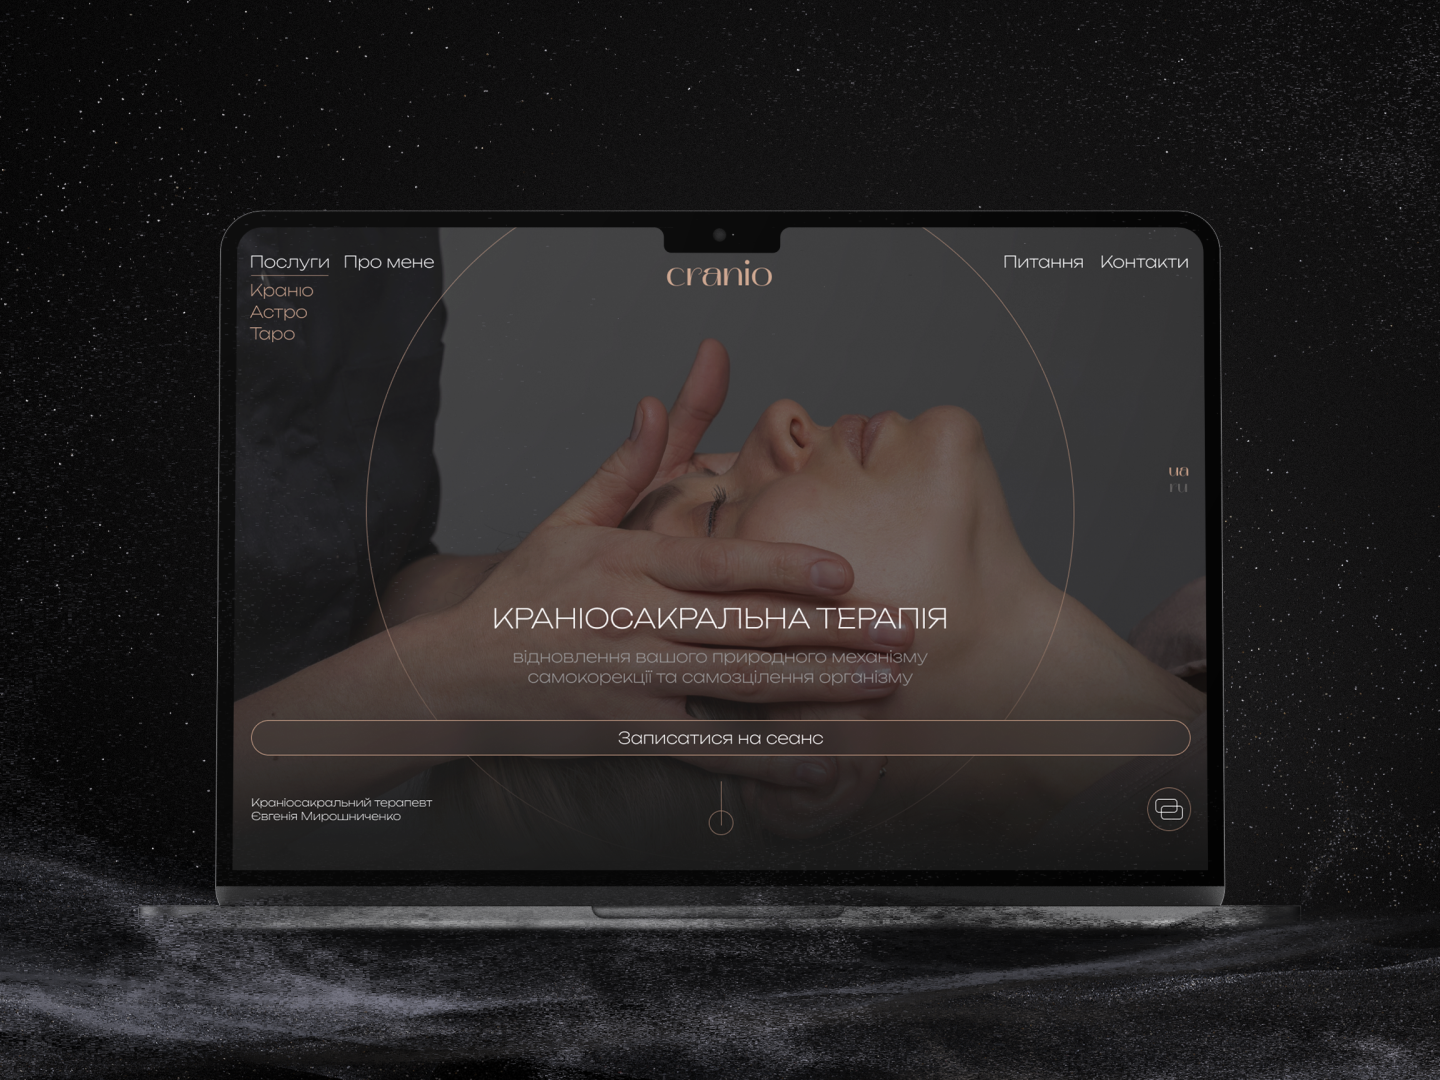 Послуги Про мене
cranio
Питання Контакти
Краніо
Астро
Таро
ua
ru
КРАНІОСАКРАЛЬНА ТЕРАПІЯ
відновлення вашого природного механізму
самокорекції та самозцілення організму
Записатися на сеанс
Краніосакральний терапевт
Євгенія Мирошниченко